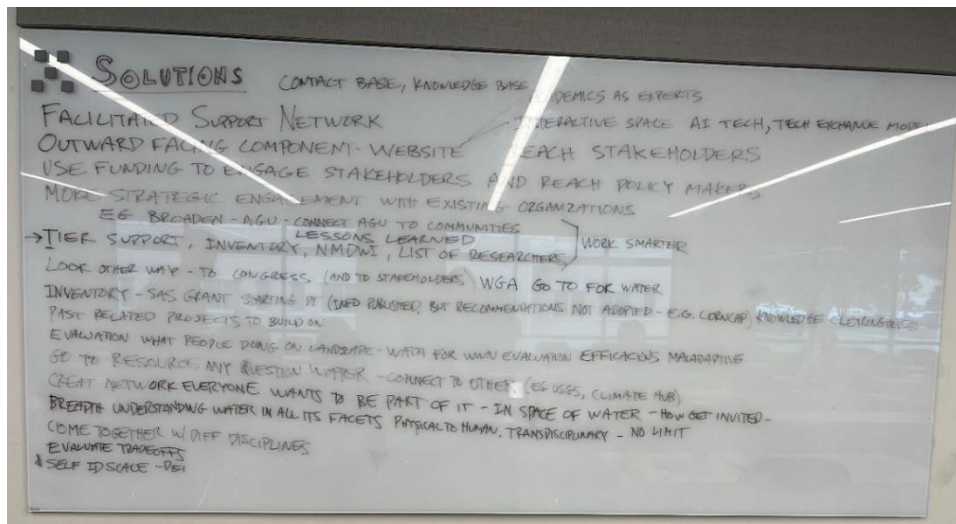 SOLUTIONS CONTACT BASE, KNOWLEDGE BASE, ACADEMICS AS EXPERTS
FACILITATED SUPPORT NETWORK - INTERACTIVE SPACE AI TECH, TECH EXCHANGE MODEL
OUTWARD FACING COMPONENT - WEBSITE REACH STAKEHOLDERS
USE FUNDING TO ENGAGE STAKEHOLDERS AND REACH POLICY MAKERS
MORE STRATEGIC ENGAGEMENT WITH EXISTING ORGANIZATIONS
EG. BROADEN - AGU - CONNECT AGU TO COMMUNITIES
LESSONS LEARNED
→ TIER SUPPORT, INVENTORY, NMDWI, LIST OF RESEARCHERS WORK SMARTER
LOOK OTHER WAY - TO CONGRESS (AND TO STAKEHOLDERS) WGA GO TO FOR WATER
INVENTORY - SAS GRANT STARTING PT (INFO PUBLISHED, BUT RECOMMENDATIONS NOT ADOPTED - E.G. KNOWLEDGE
PAST RELATED PROJECTS TO BUILD ON
EVALUATION WHAT PEOPLE DOING ON LANDSCAPE - EVALUATION MALADAPTIVE
GO TO RESOURCE ANY QUESTION WATER - CONNECT TO OTHERS (EG USGS, CLIMATE HUB)
CREAT NETWORK EVERYONE WANTS TO BE PART OF IT - IN SPACE OF WATER - HOW GET INVITED -
BREADTH UNDERSTANDING WATER IN ALL ITS FACETS PHYSICAL TO HUMAN, TRANSDISCIPLINARY - NO LIMIT
COME TOGETHER W/ DIFF DISCIPLINES
EVALUATE TRADEOFFS
SELF ID SCALE -